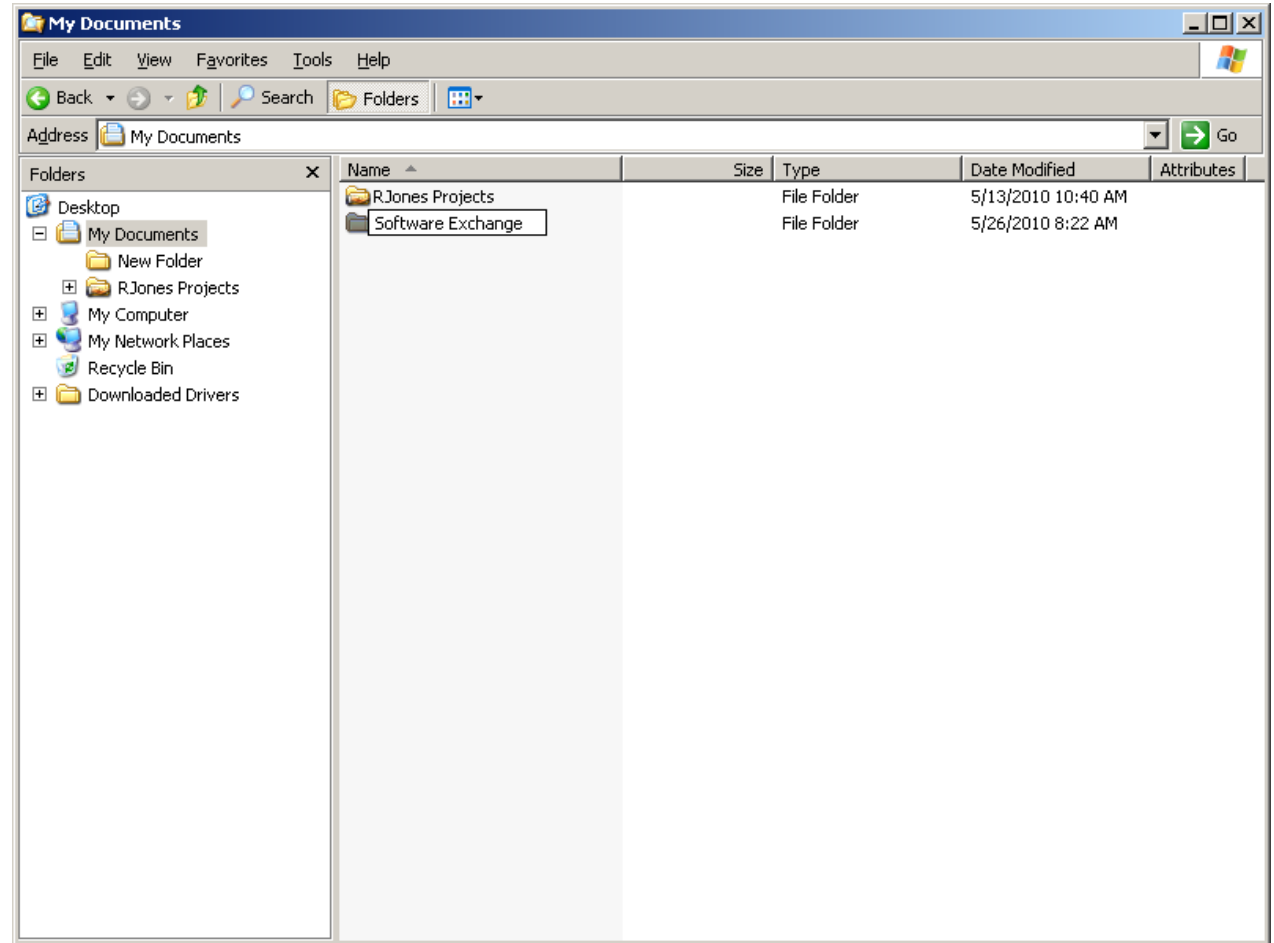 My Documents
File Edit View Favorites Tools Help
Back Search Folders
Address My Documents Go
Folders
Desktop
My Documents
New Folder
RJones Projects
My Computer
My Network Places
Recycle Bin
Downloaded Drivers
Name Size Type Date Modified Attributes
RJones Projects File Folder 5/13/2010 10:40 AM
Software Exchange File Folder 5/26/2010 8:22 AM